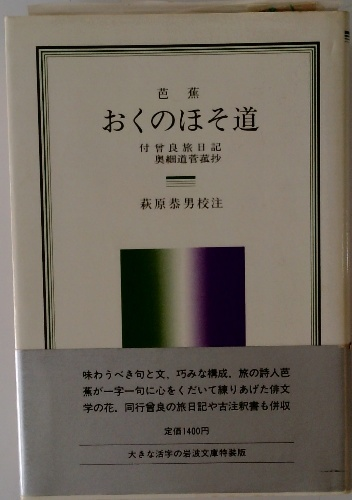 芭蕉
おくのほそ道
付 曾良旅日記
奥細道菅菰抄
萩原恭男校注
味わうべき句と文、巧みな構成。旅の詩人芭
蕉が一字一句に心をくだいて練りあげた俳文
学の花。同行曾良の旅日記や古注釈書も併収
定価1400円
大きな活字の岩波文庫特装版